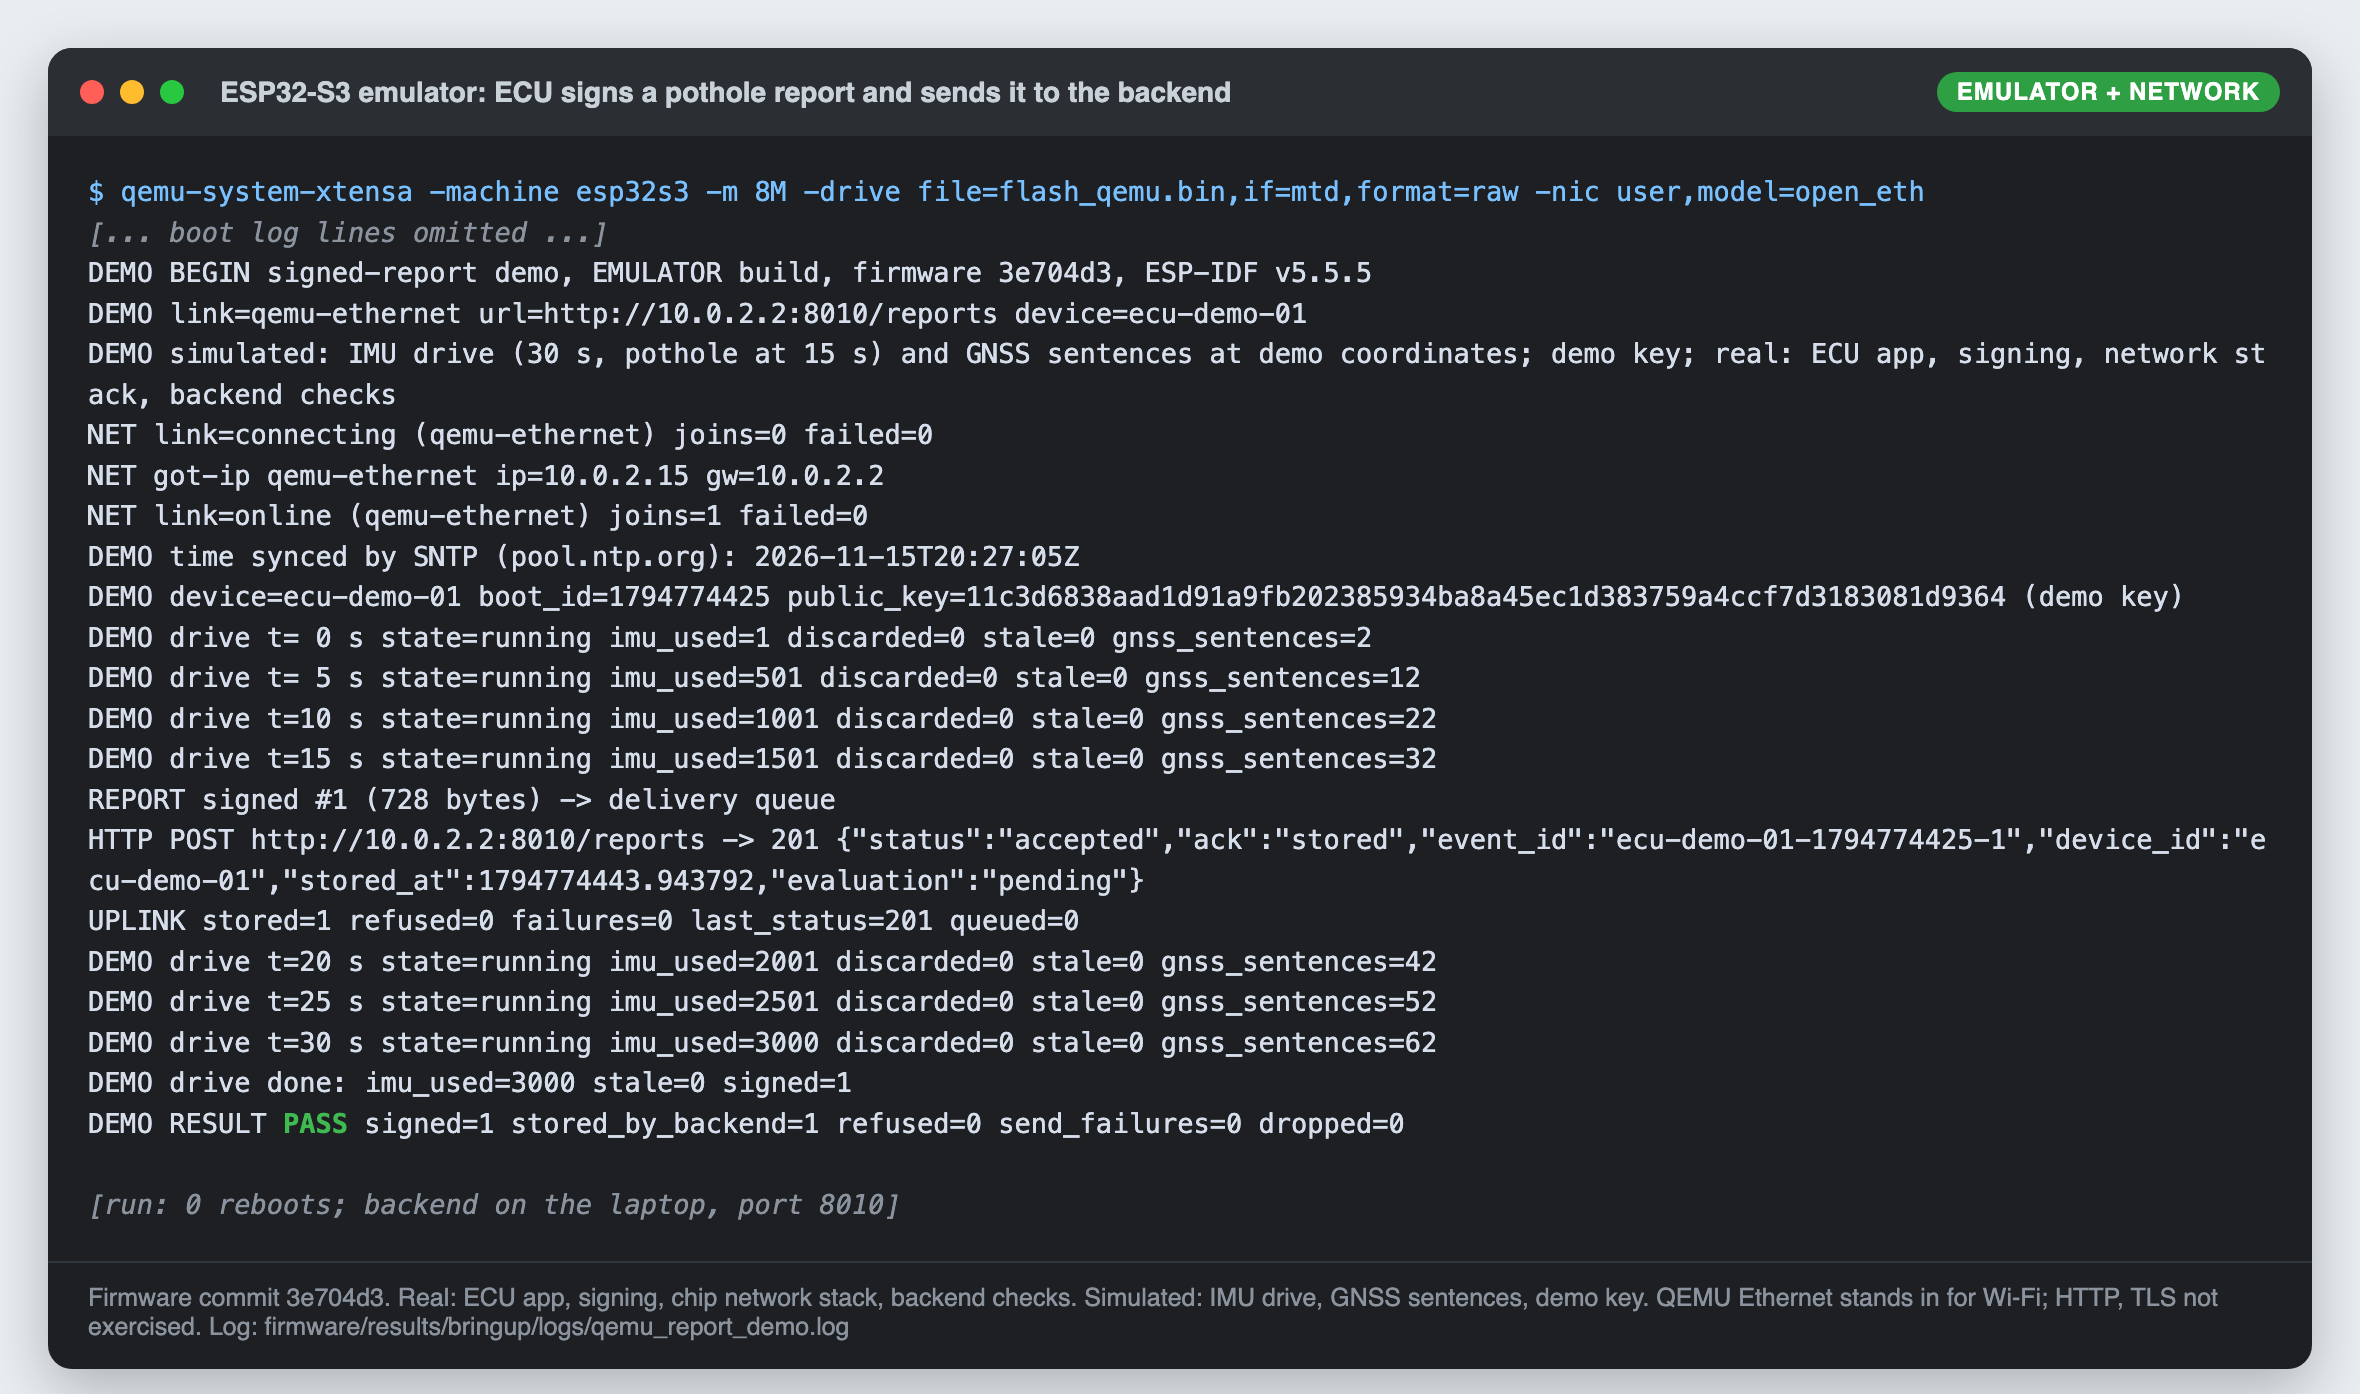 ESP32-S3 emulator: ECU signs a pothole report and sends it to the backend
EMULATOR + NETWORK
$ qemu-system-xtensa -machine esp32s3 -m 8M -drive file=flash_qemu.bin,if=mtd,format=raw -nic user,model=open_eth
[... boot log lines omitted ...]
DEMO BEGIN signed-report demo, EMULATOR build, firmware 3e704d3, ESP-IDF v5.5.5
DEMO link=qemu-ethernet url=http://10.0.2.2:8010/reports device=ecu-demo-01
DEMO simulated: IMU drive (30 s, pothole at 15 s) and GNSS sentences at demo coordinates; demo key; real: ECU app, signing, network st
ack, backend checks
NET link=connecting (qemu-ethernet) joins=0 failed=0
NET got-ip qemu-ethernet ip=10.0.2.15 gw=10.0.2.2
NET link=online (qemu-ethernet) joins=1 failed=0
DEMO time synced by SNTP (pool.ntp.org): 2026-11-15T20:27:05Z
DEMO device=ecu-demo-01 boot_id=1794774425 public_key=11c3d6838aad1d91a9fb202385934ba8a45ec1d383759a4ccf7d3183081d9364 (demo key)
DEMO drive t= 0 s state=running imu_used=1 discarded=0 stale=0 gnss_sentences=2
DEMO drive t= 5 s state=running imu_used=501 discarded=0 stale=0 gnss_sentences=12
DEMO drive t=10 s state=running imu_used=1001 discarded=0 stale=0 gnss_sentences=22
DEMO drive t=15 s state=running imu_used=1501 discarded=0 stale=0 gnss_sentences=32
REPORT signed #1 (728 bytes) -> delivery queue
HTTP POST http://10.0.2.2:8010/reports -> 201 {"status":"accepted","ack":"stored","event_id":"ecu-demo-01-1794774425-1","device_id":"e
cu-demo-01","stored_at":1794774443.943792,"evaluation":"pending"}
UPLINK stored=1 refused=0 failures=0 last_status=201 queued=0
DEMO drive t=20 s state=running imu_used=2001 discarded=0 stale=0 gnss_sentences=42
DEMO drive t=25 s state=running imu_used=2501 discarded=0 stale=0 gnss_sentences=52
DEMO drive t=30 s state=running imu_used=3000 discarded=0 stale=0 gnss_sentences=62
DEMO drive done: imu_used=3000 stale=0 signed=1
DEMO RESULT PASS signed=1 stored_by_backend=1 refused=0 send_failures=0 dropped=0
[run: 0 reboots; backend on the laptop, port 8010]
Firmware commit 3e704d3. Real: ECU app, signing, chip network stack, backend checks. Simulated: IMU drive, GNSS sentences, demo key. QEMU Ethernet stands in for Wi-Fi; HTTP, TLS not
exercised. Log: firmware/results/bringup/logs/qemu_report_demo.log